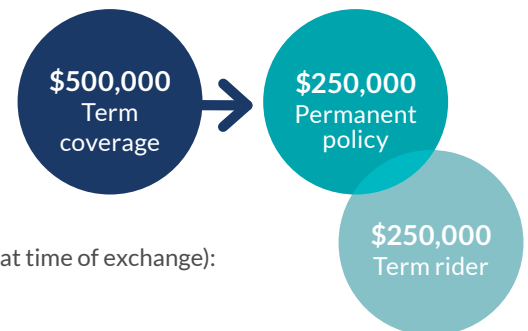 $500,000
Term
coverage
$250,000
Permanent
policy
$250,000
Term rider
at time of exchange):